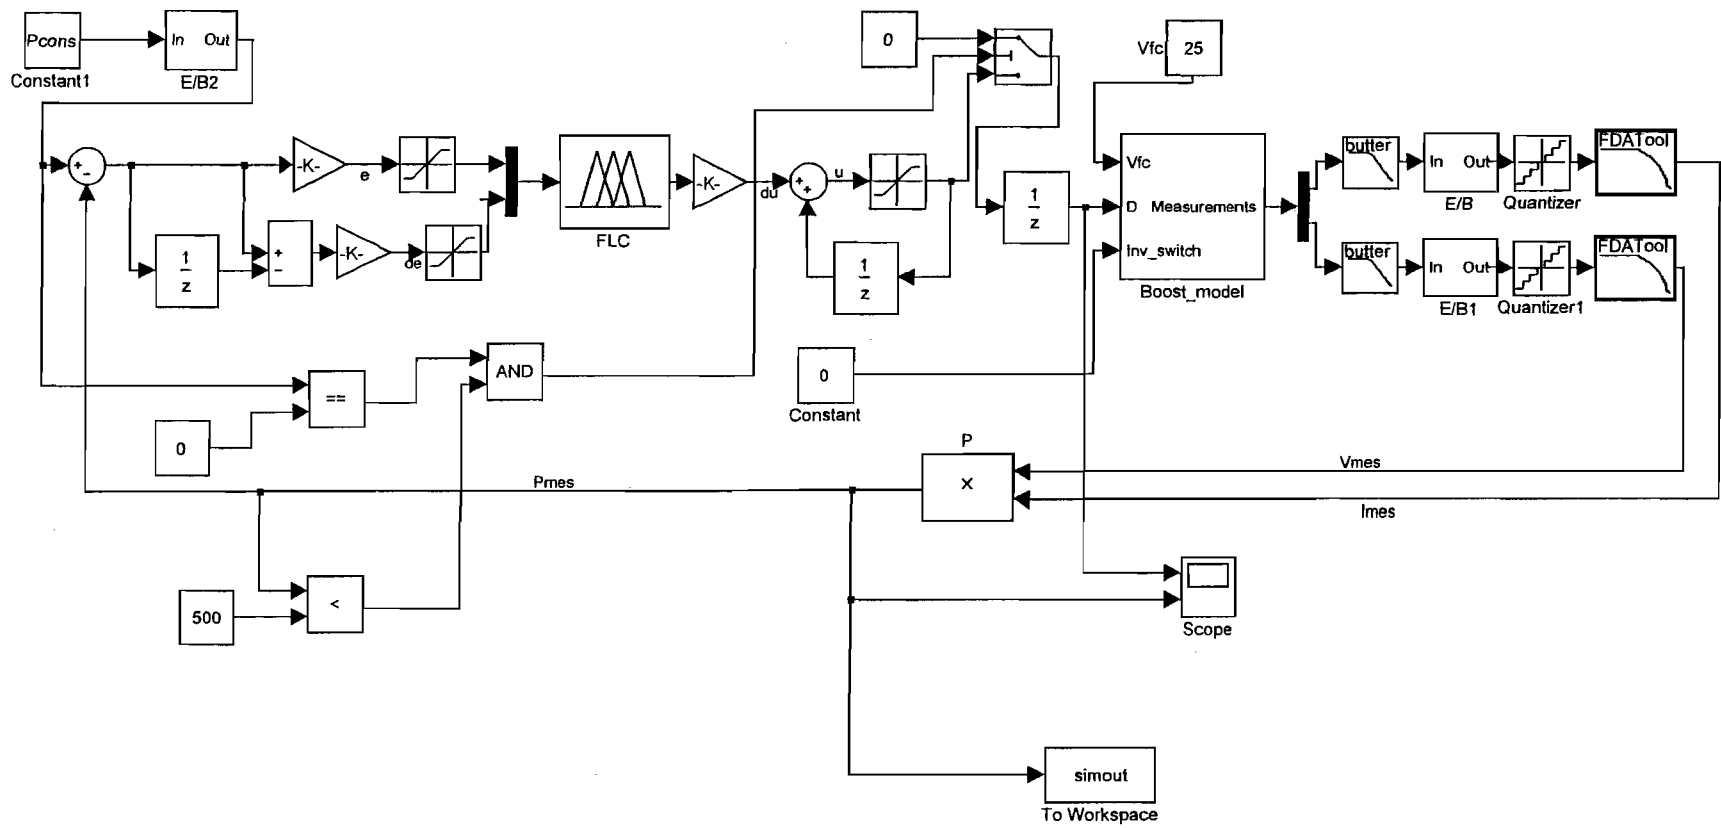 Pcons
Constant1
In Out
E/B2
0
Vfc
25
-K-
e
-K-
de
1
z
+
-
+
-
FLC
-K-
du
+
+
u
1
z
1
z
Vfc
D Measurements
Inv_switch
Boost_model
butter
In Out
E/B
Quantizer
FDATool
butter
In Out
E/B1
Quantizer1
FDATool
==
0
AND
0
Constant
P
×
Vmes
Imes
Pmes
500
<
Scope
simout
To Workspace